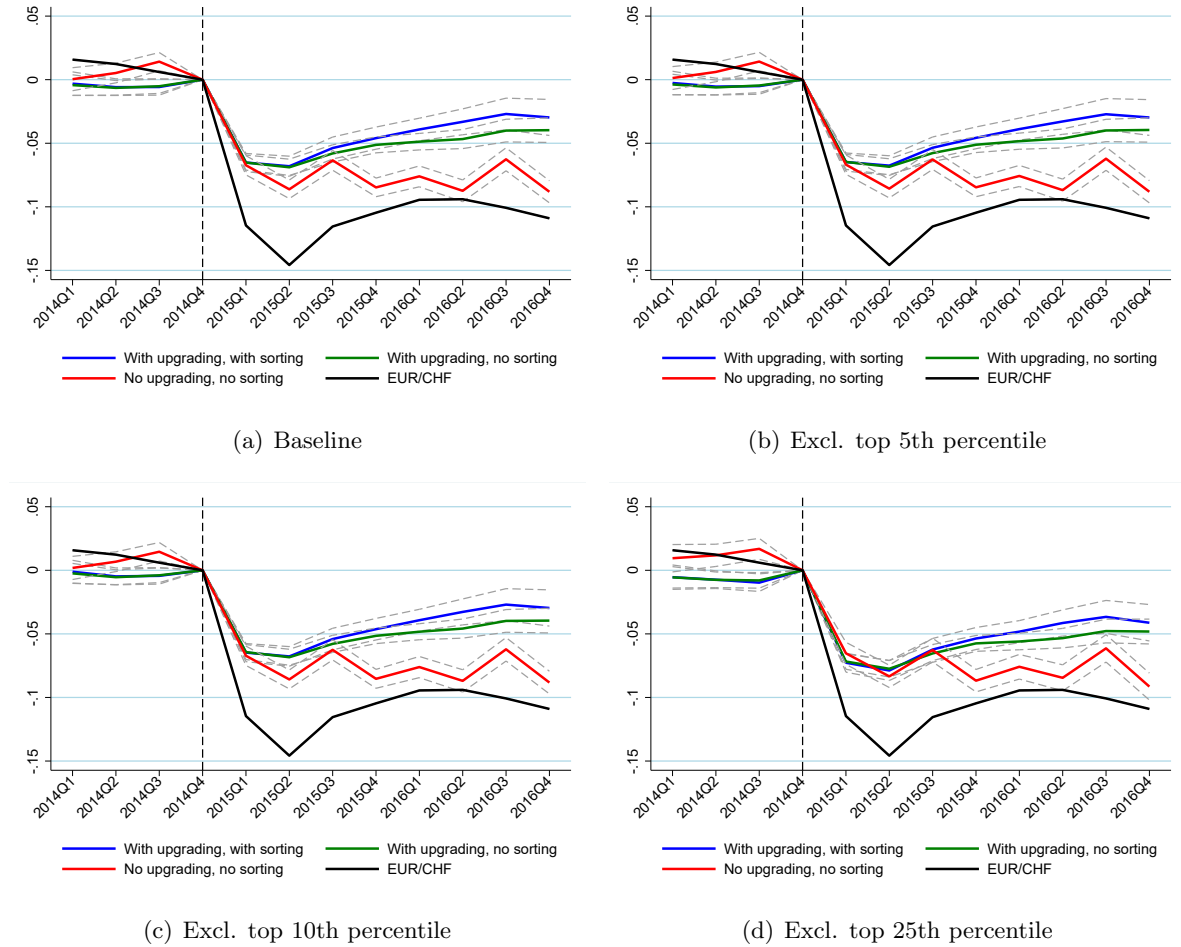 .05
0
-.05
-.1
-.15
2014Q1 2014Q2 2014Q3 2014Q4 2015Q1 2015Q2 2015Q3 2015Q4 2016Q1 2016Q2 2016Q3 2016Q4
With upgrading, with sorting With upgrading, no sorting
No upgrading, no sorting EUR/CHF
(a) Baseline
.05
0
-.05
-.1
-.15
2014Q1 2014Q2 2014Q3 2014Q4 2015Q1 2015Q2 2015Q3 2015Q4 2016Q1 2016Q2 2016Q3 2016Q4
With upgrading, with sorting With upgrading, no sorting
No upgrading, no sorting EUR/CHF
(b) Excl. top 5th percentile
.05
0
-.05
-.1
-.15
2014Q1 2014Q2 2014Q3 2014Q4 2015Q1 2015Q2 2015Q3 2015Q4 2016Q1 2016Q2 2016Q3 2016Q4
With upgrading, with sorting With upgrading, no sorting
No upgrading, no sorting EUR/CHF
(c) Excl. top 10th percentile
.05
0
-.05
-.1
-.15
2014Q1 2014Q2 2014Q3 2014Q4 2015Q1 2015Q2 2015Q3 2015Q4 2016Q1 2016Q2 2016Q3 2016Q4
With upgrading, with sorting With upgrading, no sorting
No upgrading, no sorting EUR/CHF
(d) Excl. top 25th percentile